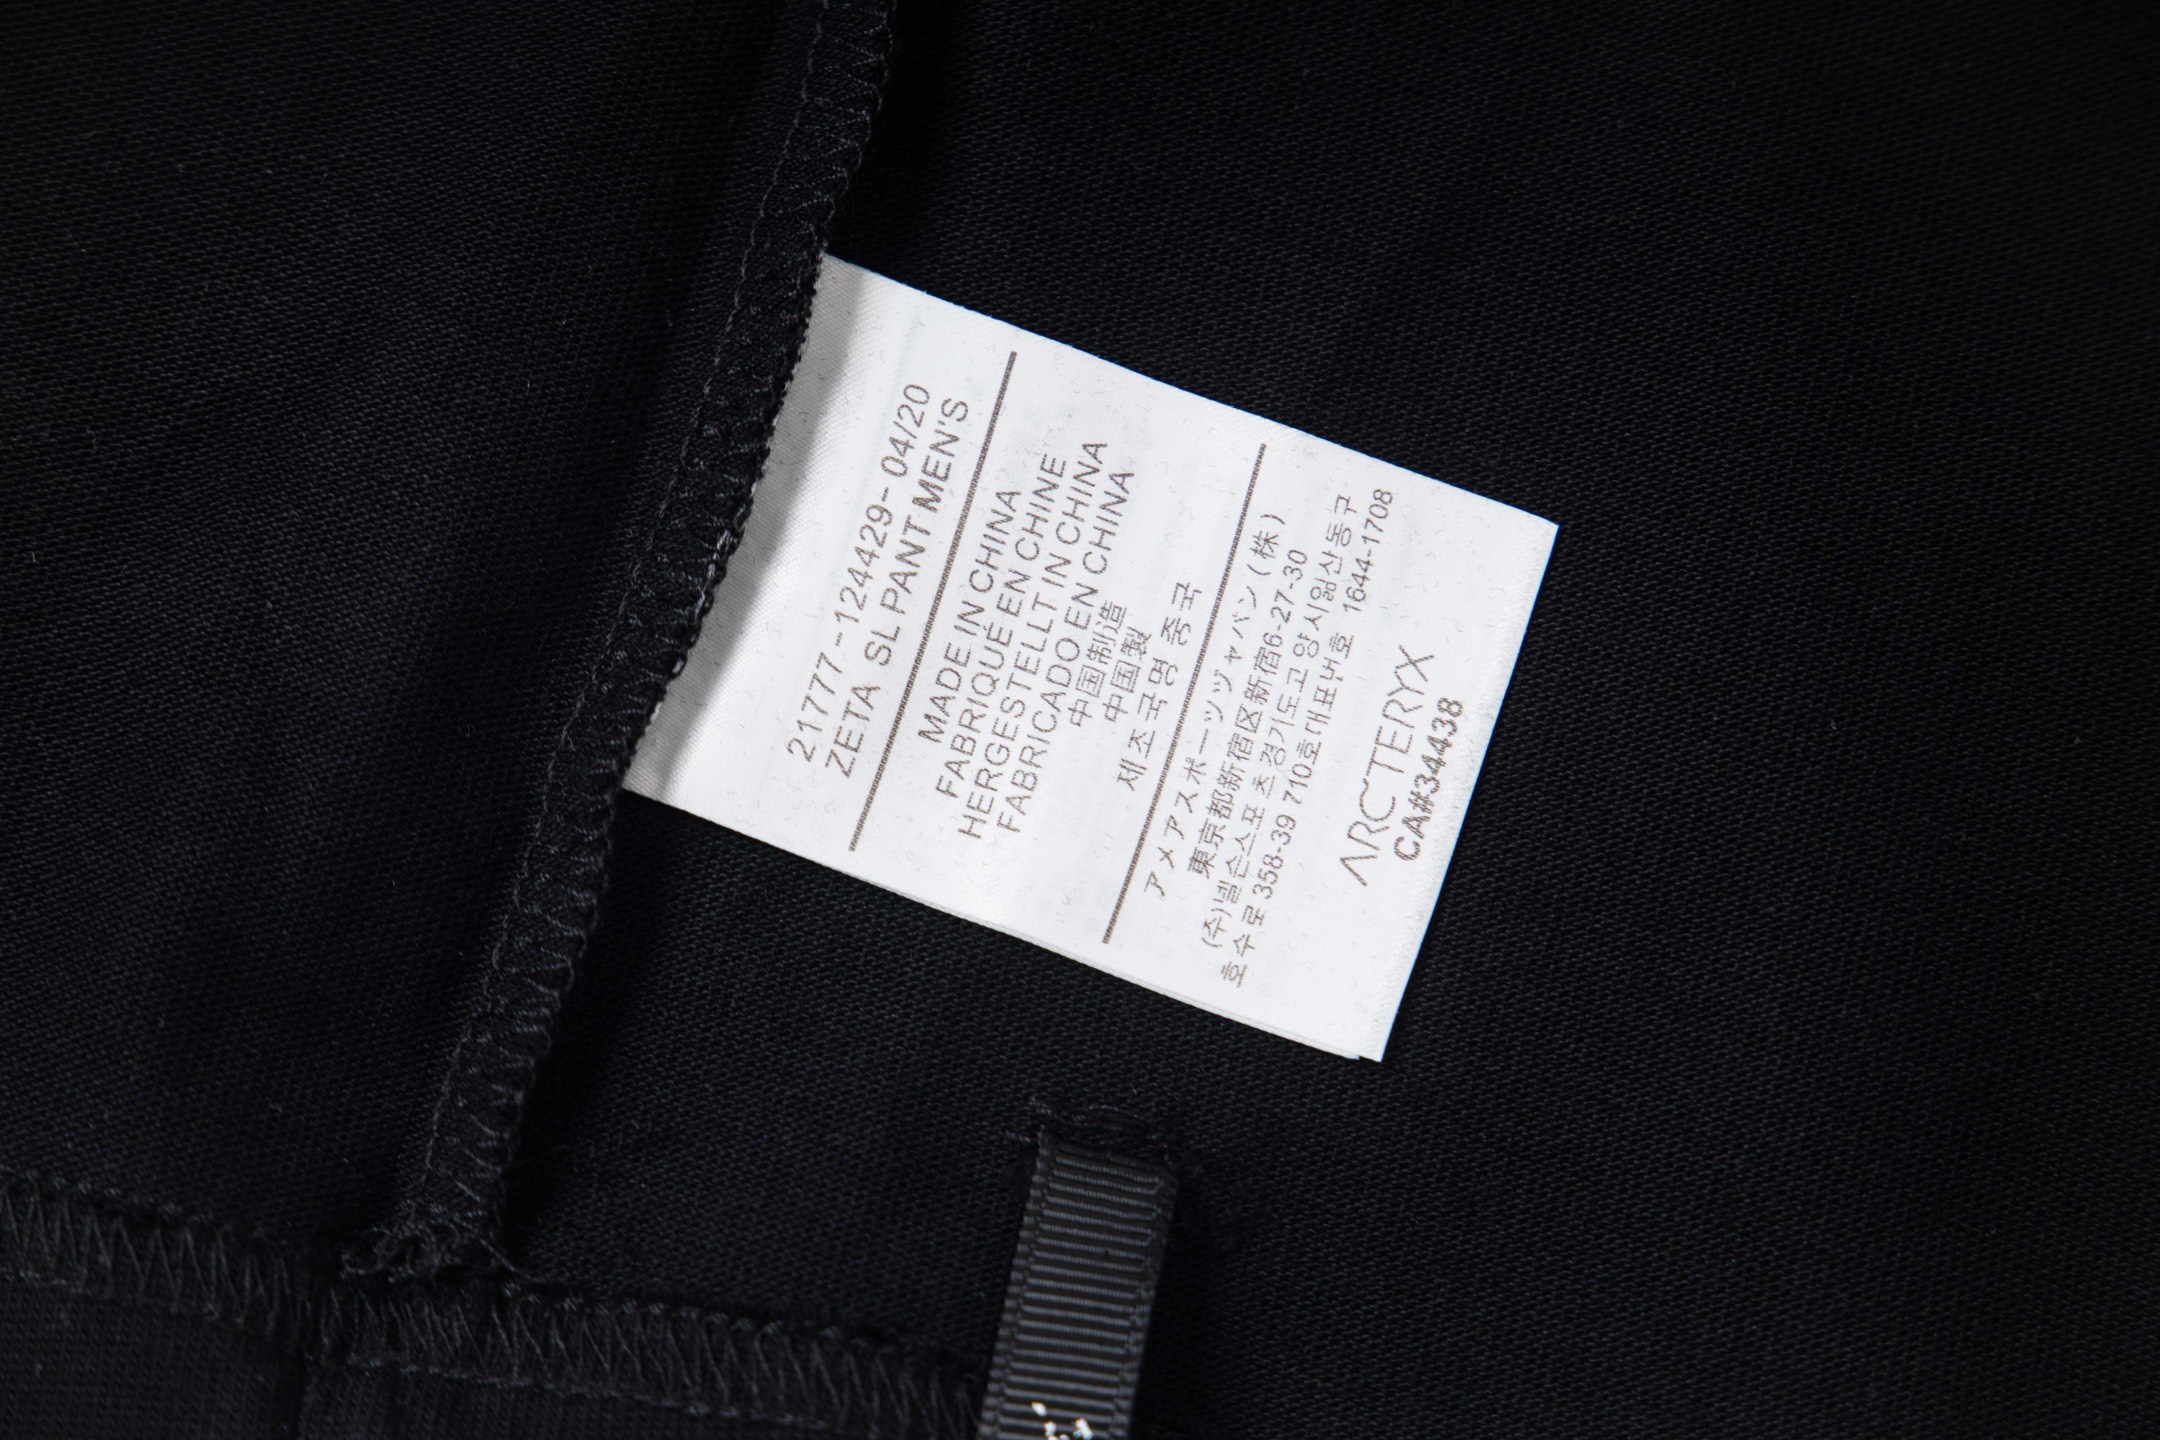 21777-124429-04/20
ZETA SL PANT MEN'S
MADE IN CHINA
FABRIQUÉ EN CHINE
HERGESTELLT IN CHINA
FABRICADO EN CHINA
中国制造
中国製
제조국명 중국
アメアスポーツジャパン(株)
東京都新宿区新宿6-27-30
(주)넬슨스포츠 경기도고양시일산동구
호수로 358-39 710호대표번호 1644-1708
ARC'TERYX
CA#34438